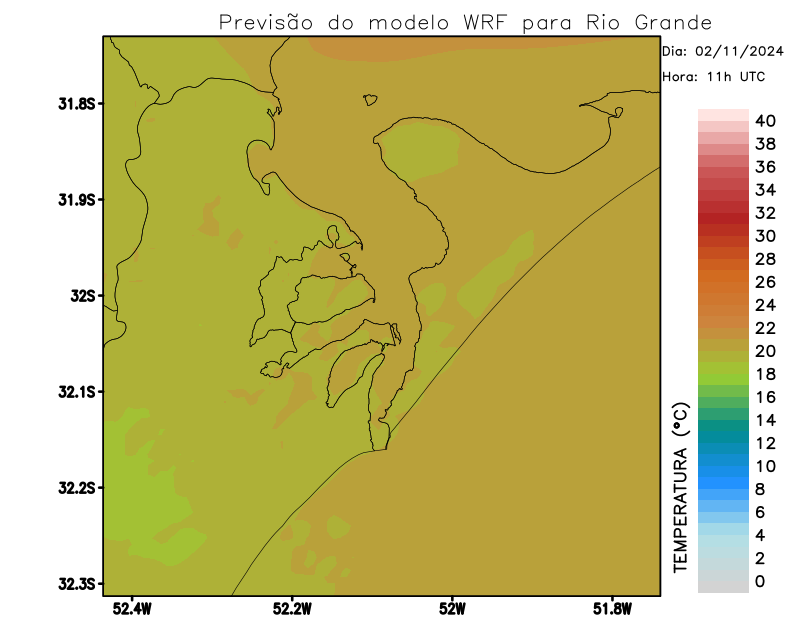 Previsão do modelo WRF para Rio Grande
Dia: 02/11/2024
Hora: 11h UTC
31.8S
31.9S
32S
32.1S
32.2S
32.3S
52.4W
52.2W
52W
51.8W
TEMPERATURA (°C)
40
38
36
34
32
30
28
26
24
22
20
18
16
14
12
10
8
6
4
2
0